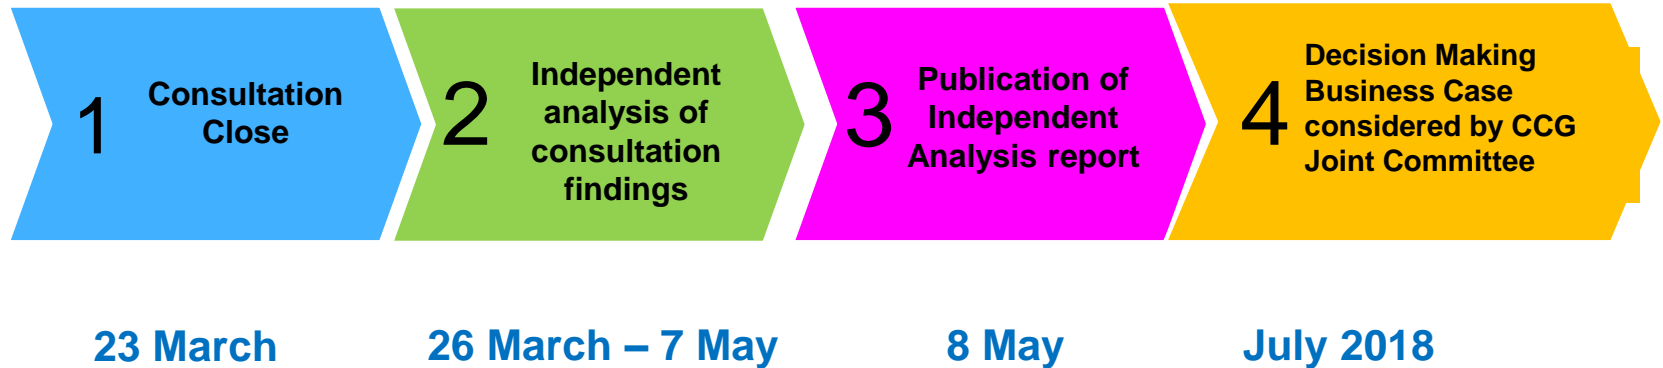 1
Consultation
Close
2
Independent
analysis of
consultation
findings
3
Publication of
Independent
Analysis report
4
Decision Making
Business Case
considered by CCG
Joint Committee
23 March
26 March – 7 May
8 May
July 2018